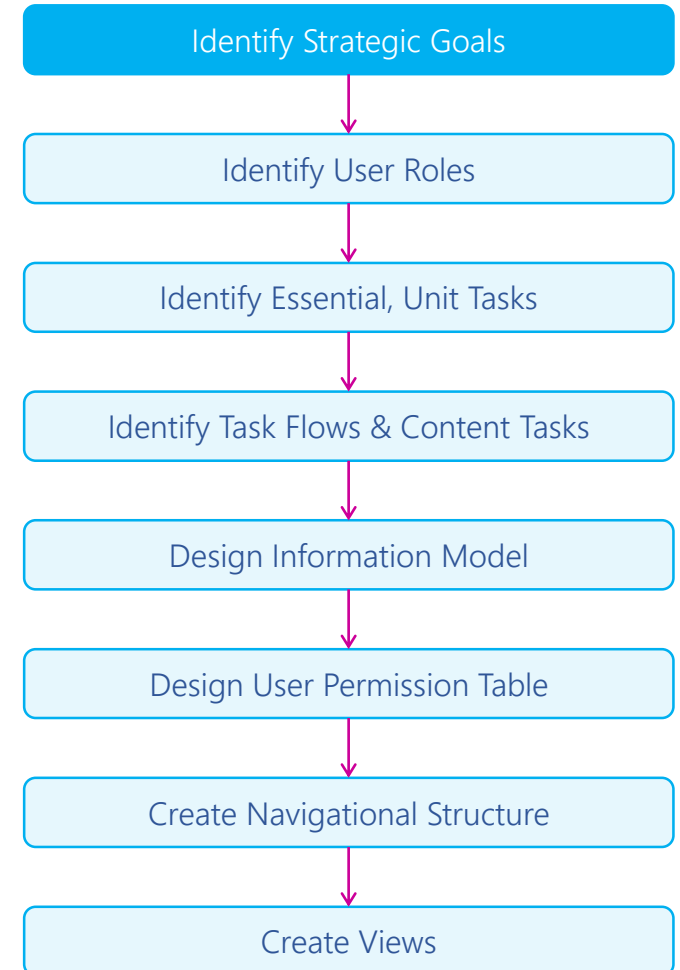 Identify Strategic Goals
Identify User Roles
Identify Essential, Unit Tasks
Identify Task Flows & Content Tasks
Design Information Model
Design User Permission Table
Create Navigational Structure
Create Views